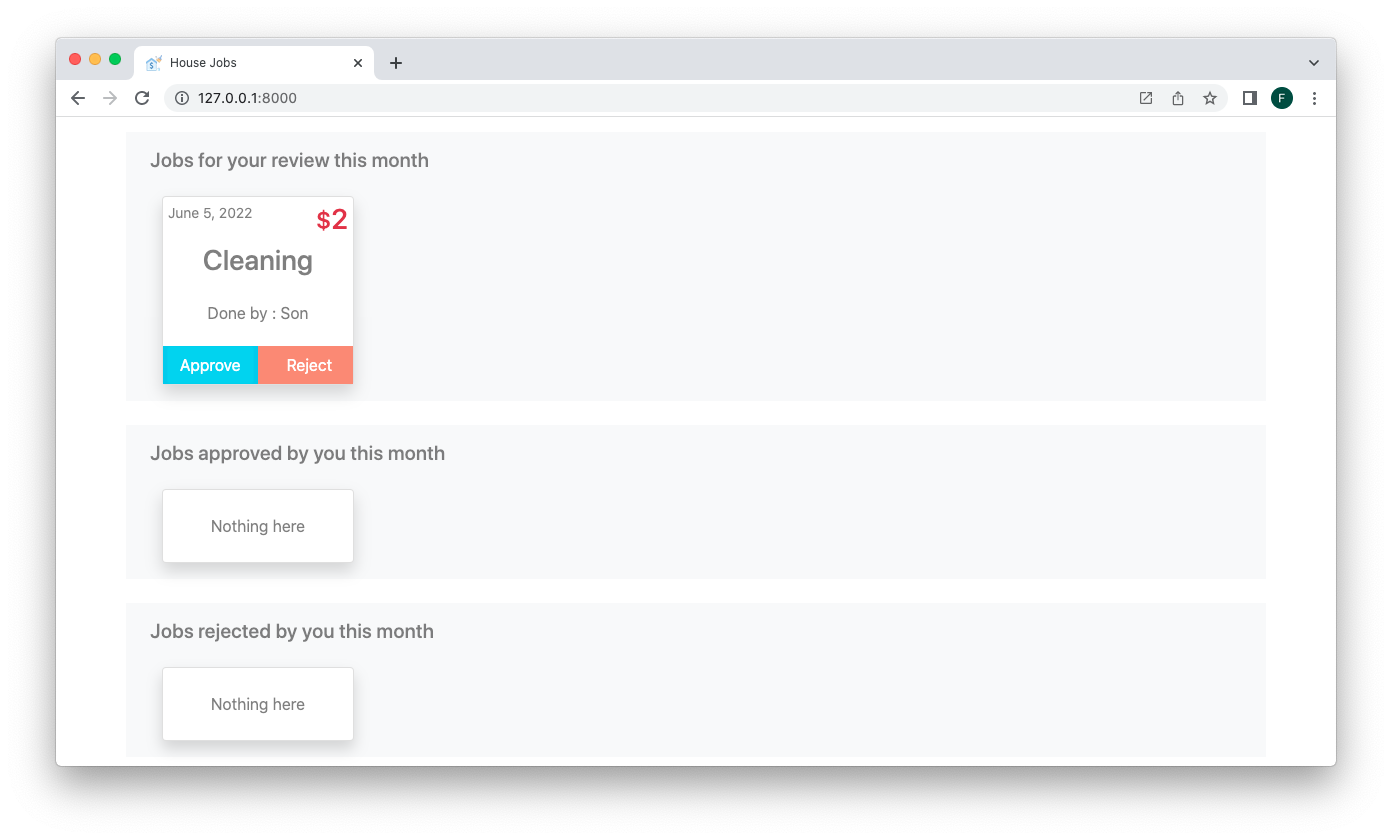 House Jobs
127.0.0.1:8000
F
Jobs for your review this month
June 5, 2022
$2
Cleaning
Done by : Son
Approve Reject
Jobs approved by you this month
Nothing here
Jobs rejected by you this month
Nothing here